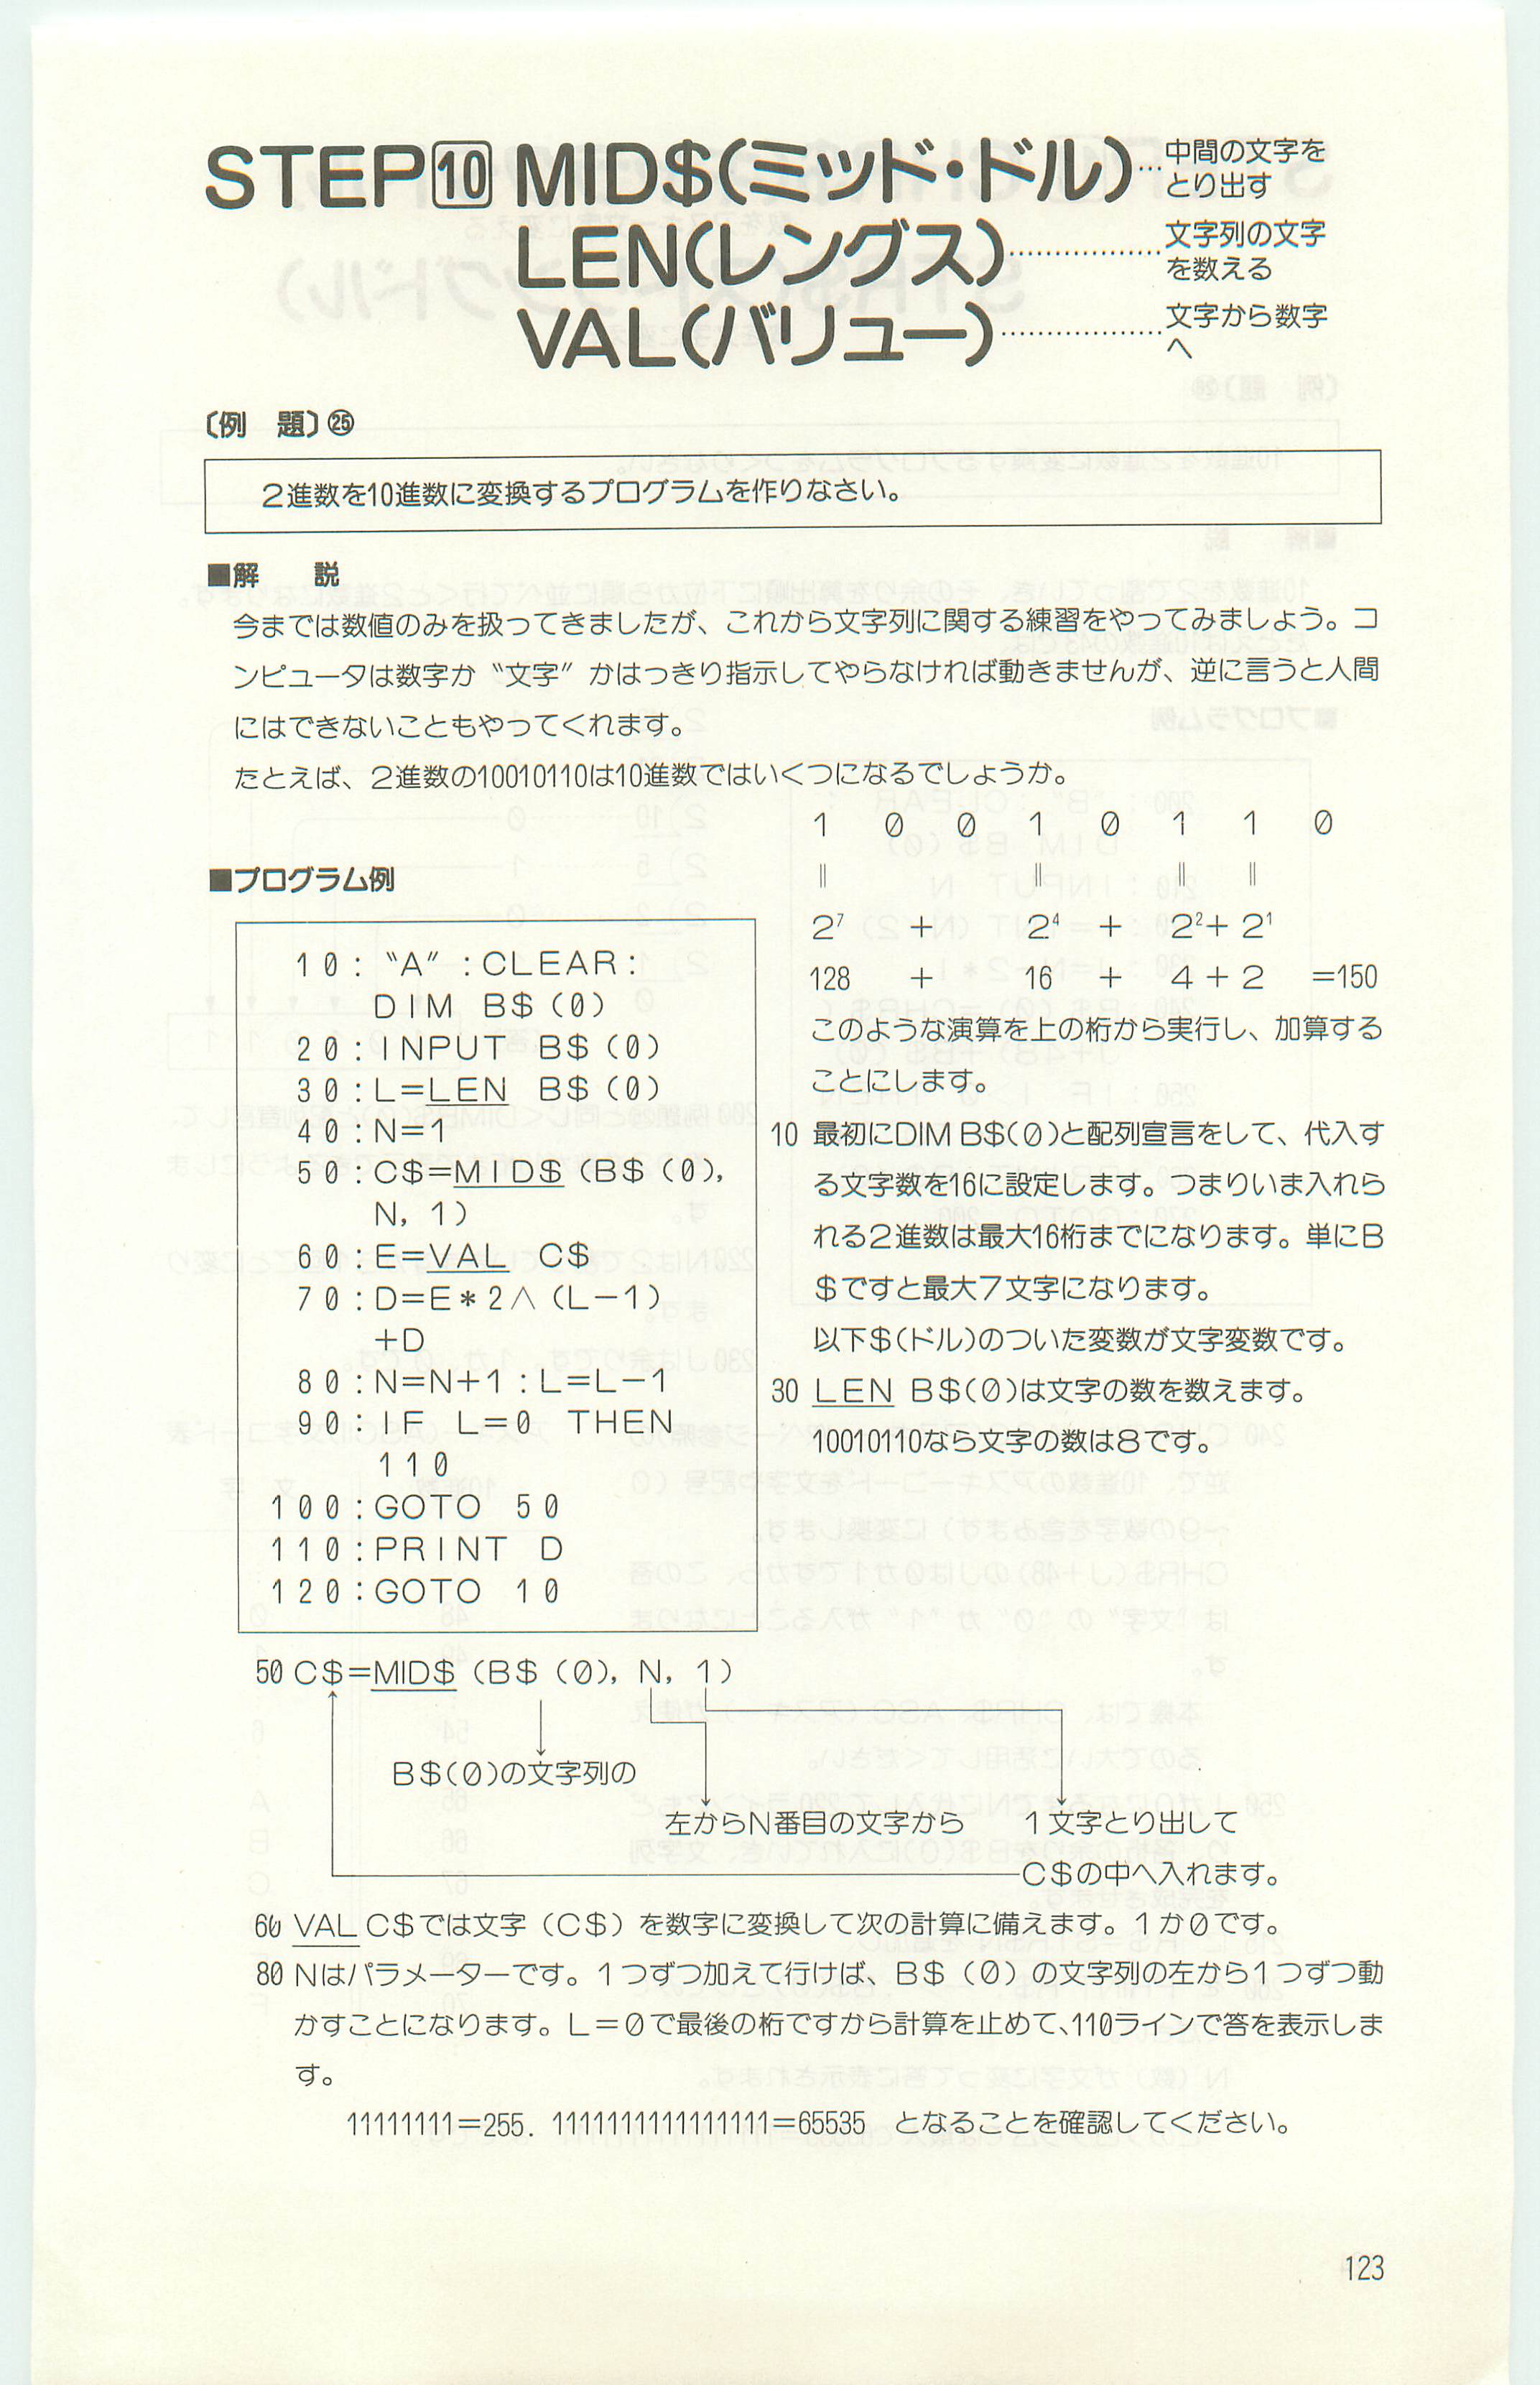 STEP10 MID$(ミッド・ドル)…中間の文字をとり出す
LEN(レングス)………………文字列の文字を数える
VAL(バリュー)………………文字から数字へ
〔例　題〕㉕
２進数を10進数に変換するプログラムを作りなさい。
■解　　説
今までは数値のみを扱ってきましたが、これから文字列に関する練習をやってみましょう。コ
ンピュータは数字か〝文字″かはっきり指示してやらなければ動きませんが、逆に言うと人間
にはできないこともやってくれます。
たとえば、２進数の10010110は10進数ではいくつになるでしょうか。
1 0 0 1 0 1 1 0
‖ ‖ ‖ ‖
2⁷ + 2⁴ + 2²+ 2¹
128 + 16 + 4+2 =150
このような演算を上の桁から実行し、加算する
ことにします。
■プログラム例
10: 〝A″ :CLEAR:
DIM B$(0)
20:INPUT B$(0)
30:L=LEN B$(0)
40:N=1
50:C$=MID$(B$(0),
N, 1)
60:E=VAL C$
70:D=E*2∧(L-1)
+D
80:N=N+1:L=L-1
90:IF L=0 THEN
110
100:GOTO 50
110:PRINT D
120:GOTO 10
10 最初にDIM B$(0)と配列宣言をして、代入す
る文字数を16に設定します。つまりいま入れら
れる２進数は最大16桁までになります。単にB
$ですと最大７文字になります。
以下$(ドル)のついた変数が文字変数です。
30 LEN B$(0)は文字の数を数えます。
10010110なら文字の数は８です。
50 C$=MID$ (B$ (0), N, 1)
B$(0)の文字列の
左からN番目の文字から　１文字とり出して
C$の中へ入れます。
60 VAL C$では文字（C$）を数字に変換して次の計算に備えます。１か０です。
80 Nはパラメーターです。１つずつ加えて行けば、B$（0）の文字列の左から１つずつ動
かすことになります。L＝０で最後の桁ですから計算を止めて、110ラインで答を表示しま
す。
11111111＝255. 1111111111111111＝65535　となることを確認してください。
123